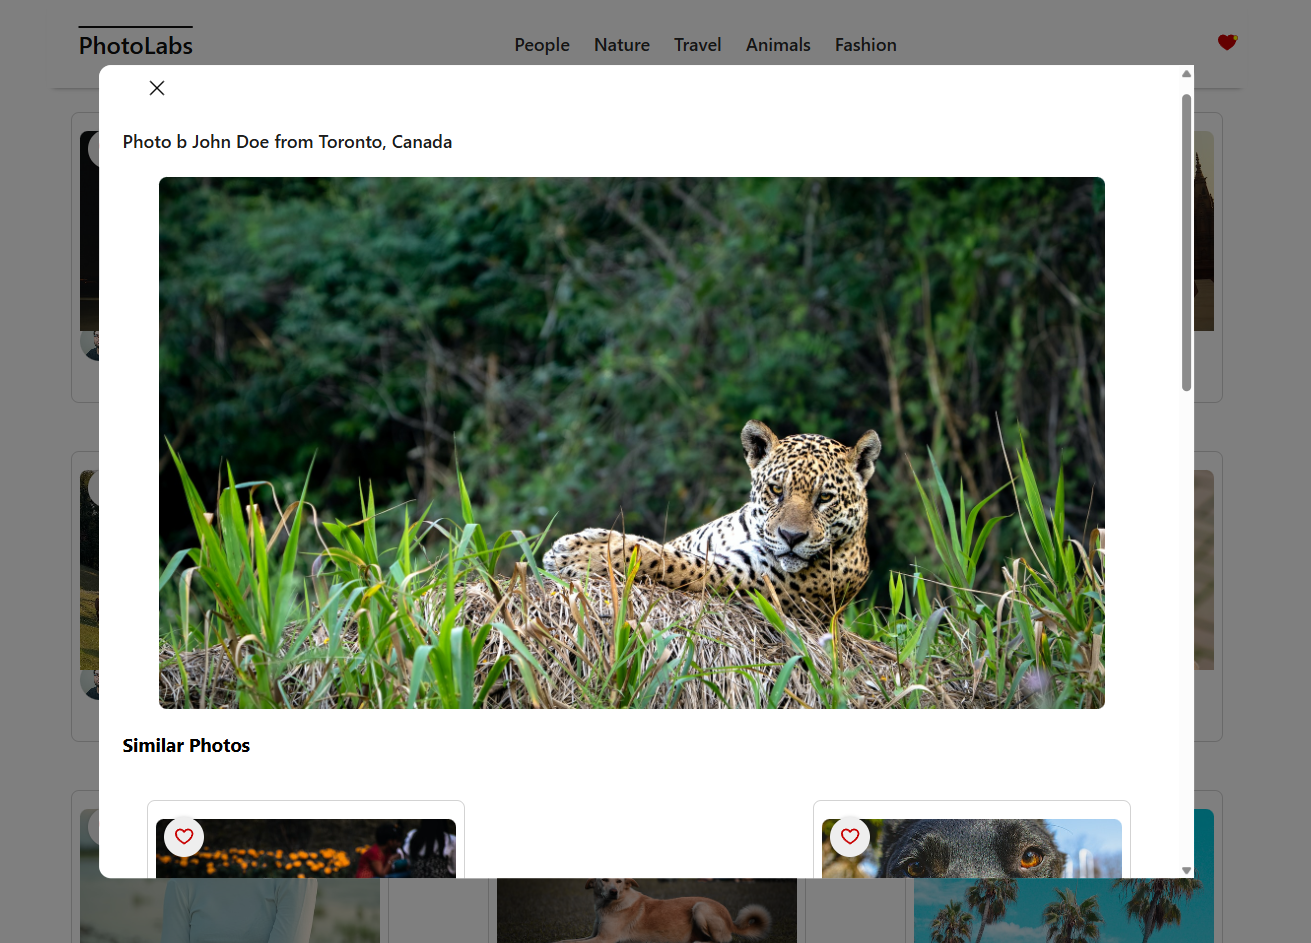 PhotoLabs
People Nature Travel Animals Fashion
Photo b John Doe from Toronto, Canada
Similar Photos